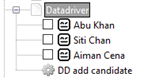 Datadriver
Abu Khan
Siti Chan
Aiman Cena
DD add candidate